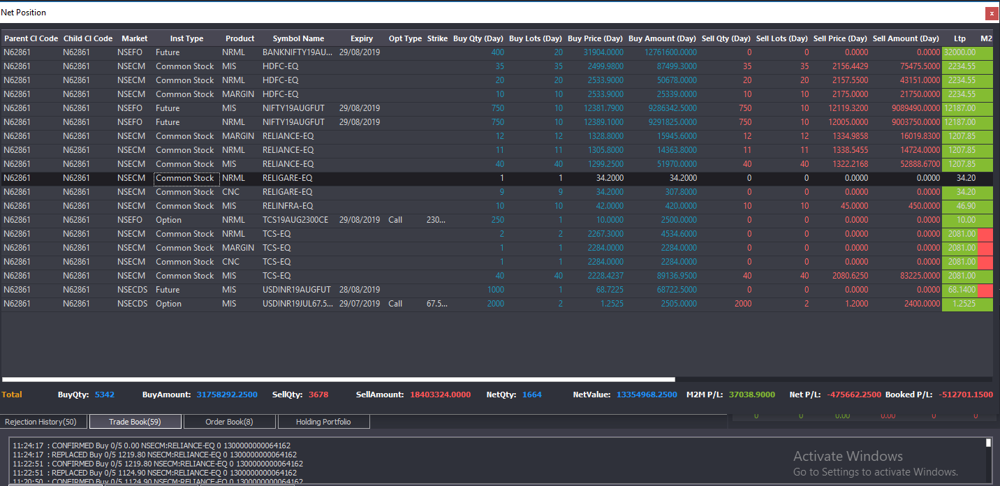 Net Position
x
Parent Cl Code Child Cl Code Market Inst Type Product Symbol Name Expiry Opt Type Strike Buy Qty (Day) Buy Lots (Day) Buy Price (Day) Buy Amount (Day) Sell Qty (Day) Sell Lots (Day) Sell Price (Day) Sell Amount (Day) Ltp M2
N62861 N62861 NSEFO Future NRML BANKNIFTY19AU... 29/08/2019 400 20 31904.0000 12761600.0000 0 0 0.0000 0.0000 32000.00
N62861 N62861 NSECM Common Stock MIS HDFC-EQ 35 35 2499.9800 87499.3000 35 35 2156.4429 75475.5000 2234.55
N62861 N62861 NSECM Common Stock NRML HDFC-EQ 20 20 2533.9000 50678.0000 20 20 2157.5500 43151.0000 2234.55
N62861 N62861 NSECM Common Stock MARGIN HDFC-EQ 10 10 2533.9000 25339.0000 10 10 2175.0000 21750.0000 2234.55
N62861 N62861 NSEFO Future MIS NIFTY19AUGFUT 29/08/2019 750 10 12381.7900 9286342.5000 750 10 12119.3200 9089490.0000 12187.00
N62861 N62861 NSEFO Future NRML NIFTY19AUGFUT 29/08/2019 750 10 12389.1000 9291825.0000 750 10 12005.0000 9003750.0000 12187.00
N62861 N62861 NSECM Common Stock MARGIN RELIANCE-EQ 12 12 1328.8000 15945.6000 12 12 1334.9858 16019.8300 1207.85
N62861 N62861 NSECM Common Stock NRML RELIANCE-EQ 11 11 1305.8000 14363.8000 11 11 1338.5455 14724.0000 1207.85
N62861 N62861 NSECM Common Stock MIS RELIANCE-EQ 40 40 1299.2500 51970.0000 40 40 1322.2168 52888.6700 1207.85
N62861 N62861 NSECM Common Stock NRML RELIGARE-EQ 1 1 34.2000 34.2000 0 0 0.0000 0.0000 34.20
N62861 N62861 NSECM Common Stock CNC RELIGARE-EQ 9 9 34.2000 307.8000 0 0 0.0000 0.0000 34.20
N62861 N62861 NSECM Common Stock MIS RELINFRA-EQ 10 10 42.0000 420.0000 10 10 45.0000 450.0000 46.90
N62861 N62861 NSEFO Option NRML TCS19AUG2300CE 29/08/2019 Call 230... 250 1 10.0000 2500.0000 0 0 0.0000 0.0000 10.00
N62861 N62861 NSECM Common Stock NRML TCS-EQ 2 2 2267.3000 4534.6000 0 0 0.0000 0.0000 2081.00
N62861 N62861 NSECM Common Stock MARGIN TCS-EQ 1 1 2284.0000 2284.0000 0 0 0.0000 0.0000 2081.00
N62861 N62861 NSECM Common Stock CNC TCS-EQ 1 1 2284.0000 2284.0000 0 0 0.0000 0.0000 2081.00
N62861 N62861 NSECM Common Stock MIS TCS-EQ 40 40 2228.4237 89136.9500 40 40 2080.6250 83225.0000 2081.00
N62861 N62861 NSECDS Future MIS USDINR19AUGFUT 28/08/2019 1000 1 68.7225 68722.5000 0 0 0.0000 0.0000 68.1400
N62861 N62861 NSECDS Option MIS USDINR19JUL67.5... 29/07/2019 Call 67.5... 2000 2 1.2525 2505.0000 2000 2 1.2000 2400.0000 1.2525
Total BuyQty: 5342 BuyAmount: 31758292.2500 SellQty: 3678 SellAmount: 18403324.0000 NetQty: 1664 NetValue: 13354968.2500 M2M P/L: 37038.9000 Net P/L: -475662.2500 Booked P/L: -512701.1500
0 0 0.00 0.00 0 0
Rejection History(50) Trade Book(59) Order Book(8) Holding Portfolio
11:24:17 : CONFIRMED Buy 0/5 0.00 NSECM:RELIANCE-EQ 0 1300000000064162
11:24:17 : REPLACED Buy 0/5 1219.80 NSECM:RELIANCE-EQ 0 1300000000064162
11:22:51 : CONFIRMED Buy 0/5 1219.80 NSECM:RELIANCE-EQ 0 1300000000064162
11:22:51 : REPLACED Buy 0/5 1124.90 NSECM:RELIANCE-EQ 0 1300000000064162
11:20:50 : CONFIRMED Buy 0/5 1124.90 NSECM:RELIANCE-EQ 0 1300000000064162
Activate Windows
Go to Settings to activate Windows.